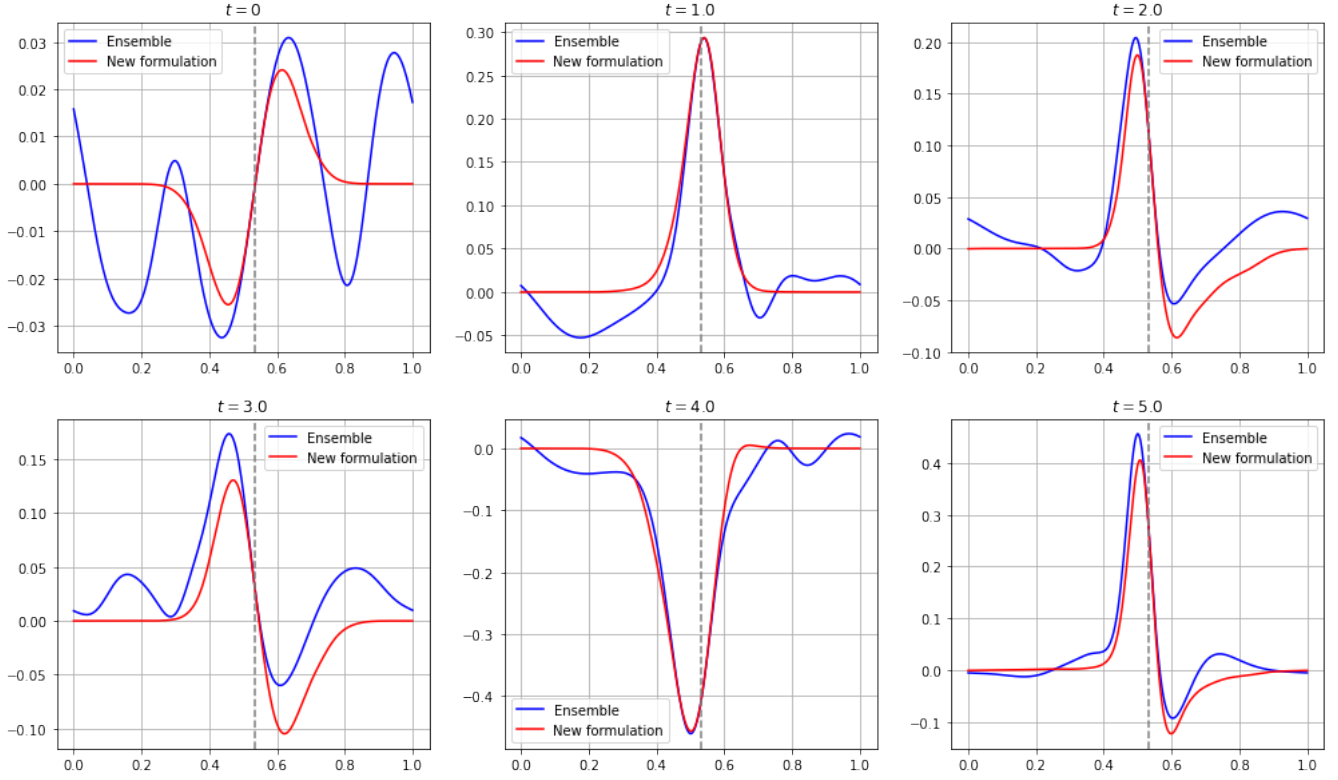 t = 0
0.03
0.02
0.01
0.00
−0.01
−0.02
−0.03
0.0 0.2 0.4 0.6 0.8 1.0
Ensemble
New formulation
t = 1.0
0.30
0.25
0.20
0.15
0.10
0.05
0.00
−0.05
0.0 0.2 0.4 0.6 0.8 1.0
Ensemble
New formulation
t = 2.0
0.20
0.15
0.10
0.05
0.00
−0.05
−0.10
0.0 0.2 0.4 0.6 0.8 1.0
Ensemble
New formulation
t = 3.0
0.15
0.10
0.05
0.00
−0.05
−0.10
0.0 0.2 0.4 0.6 0.8 1.0
Ensemble
New formulation
t = 4.0
0.0
−0.1
−0.2
−0.3
−0.4
0.0 0.2 0.4 0.6 0.8 1.0
Ensemble
New formulation
t = 5.0
0.4
0.3
0.2
0.1
0.0
−0.1
0.0 0.2 0.4 0.6 0.8 1.0
Ensemble
New formulation